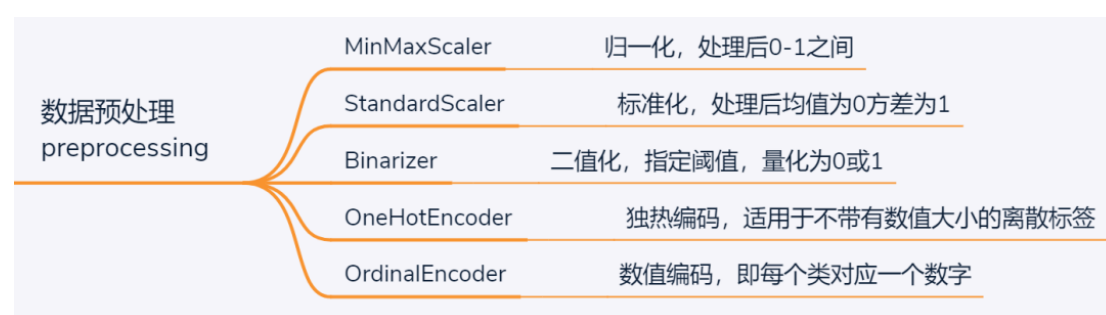 数据预处理
preprocessing
MinMaxScaler 归一化，处理后0-1之间
StandardScaler 标准化，处理后均值为0方差为1
Binarizer 二值化，指定阈值，量化为0或1
OneHotEncoder 独热编码，适用于不带有数值大小的离散标签
OrdinalEncoder 数值编码，即每个类对应一个数字